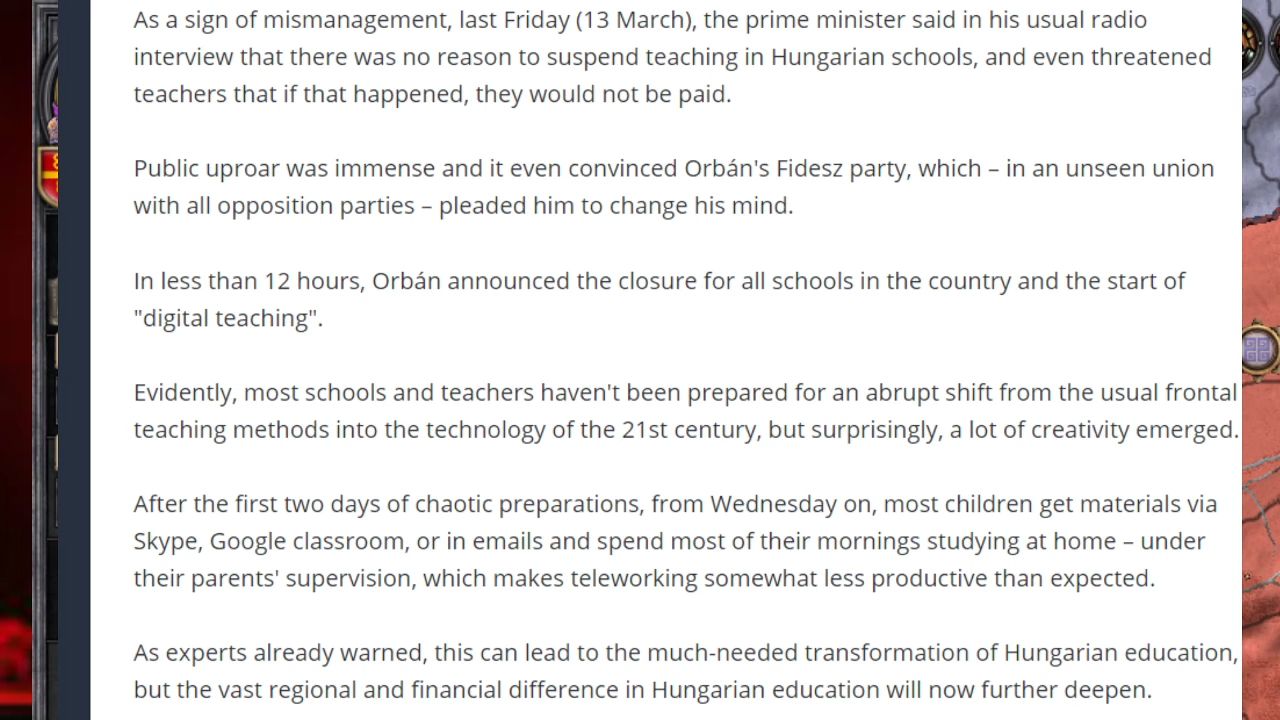 As a sign of mismanagement, last Friday (13 March), the prime minister said in his usual radio
interview that there was no reason to suspend teaching in Hungarian schools, and even threatened
teachers that if that happened, they would not be paid.
Public uproar was immense and it even convinced Orbán's Fidesz party, which – in an unseen union
with all opposition parties – pleaded him to change his mind.
In less than 12 hours, Orbán announced the closure for all schools in the country and the start of
"digital teaching".
Evidently, most schools and teachers haven't been prepared for an abrupt shift from the usual frontal
teaching methods into the technology of the 21st century, but surprisingly, a lot of creativity emerged.
After the first two days of chaotic preparations, from Wednesday on, most children get materials via
Skype, Google classroom, or in emails and spend most of their mornings studying at home – under
their parents' supervision, which makes teleworking somewhat less productive than expected.
As experts already warned, this can lead to the much-needed transformation of Hungarian education,
but the vast regional and financial difference in Hungarian education will now further deepen.